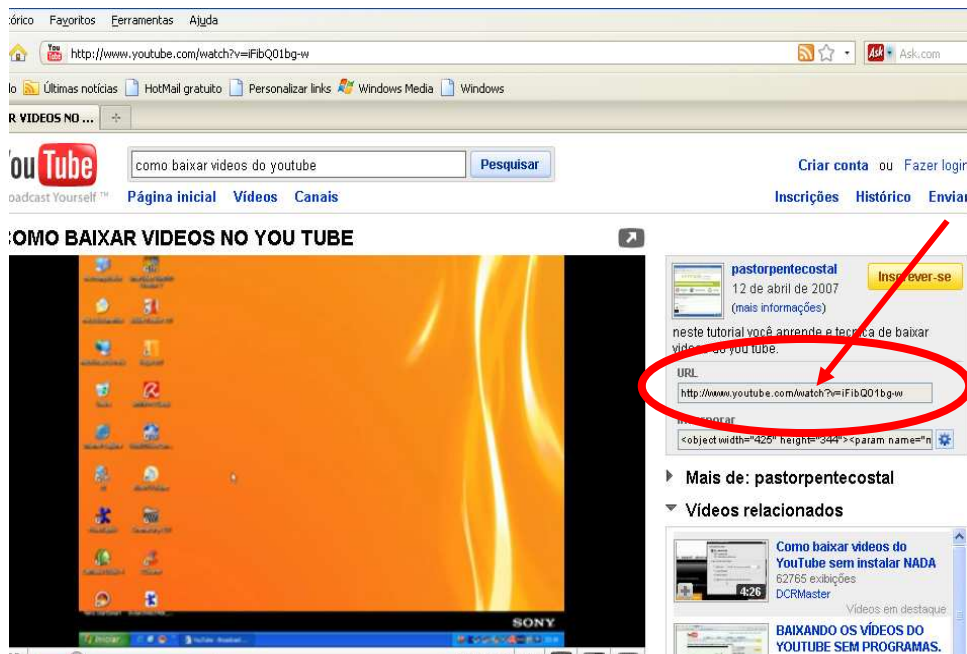 tórico Favoritos Ferramentas Ajuda
http://www.youtube.com/watch?v=iFibQ01bg-w
Ask Ask.com
do Últimas notícias HotMail gratuito Personalizar links Windows Media Windows
R VIDEOS NO ...
You Tube
como baixar videos do youtube
Pesquisar
Criar conta ou Fazer login
oadcast Yourself ™
Página inicial Vídeos Canais
Inscrições Histórico Enviar
COMO BAIXAR VIDEOS NO YOU TUBE
pastorpentecostal
12 de abril de 2007
(mais informações)
Inscrever-se
neste tutorial você aprende e tecnica de baixar
videos do you tube.
URL
http://www.youtube.com/watch?v=iFibQ01bg-w
Incorporar
<object width="425" height="344"><param name="n
Mais de: pastorpentecostal
Vídeos relacionados
Como baixar videos do
YouTube sem instalar NADA
62765 exibições
4:26
DCRMaster
Vídeos em destaque
BAIXANDO OS VÍDEOS DO
YOUTUBE SEM PROGRAMAS.
SONY
Iniciar